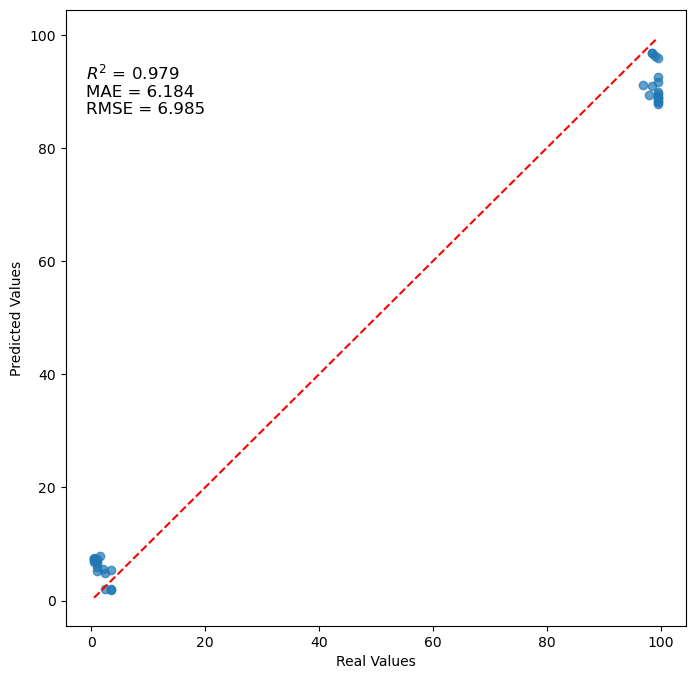 100
80
60
40
20
0
Predicted Values
R² = 0.979
MAE = 6.184
RMSE = 6.985
0 20 40 60 80 100
Real Values